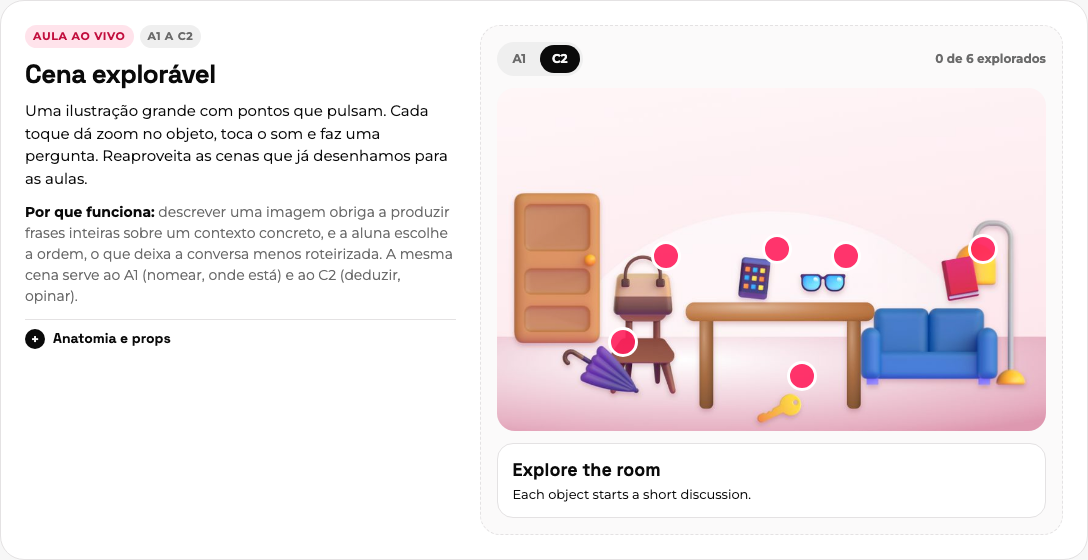 AULA AO VIVO
A1 A C2
Cena explorável
Uma ilustração grande com pontos que pulsam. Cada
toque dá zoom no objeto, toca o som e faz uma
pergunta. Reaproveita as cenas que já desenhamos para
as aulas.
Por que funciona: descrever uma imagem obriga a produzir
frases inteiras sobre um contexto concreto, e a aluna escolhe
a ordem, o que deixa a conversa menos roteirizada. A mesma
cena serve ao A1 (nomear, onde está) e ao C2 (deduzir,
opinar).
+ Anatomia e props
A1
C2
0 de 6 explorados
Explore the room
Each object starts a short discussion.